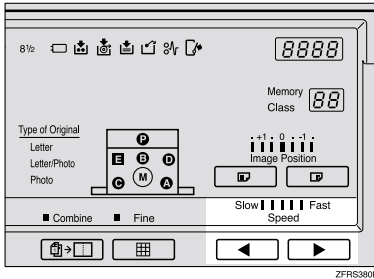 8½
8888
Memory
Class 88
Type of Original
Letter
Letter/Photo
Photo
P
E B D
C M A
+1 · 0 · -1
Image Position
Slow Fast
Speed
Combine Fine
ZFRS380E